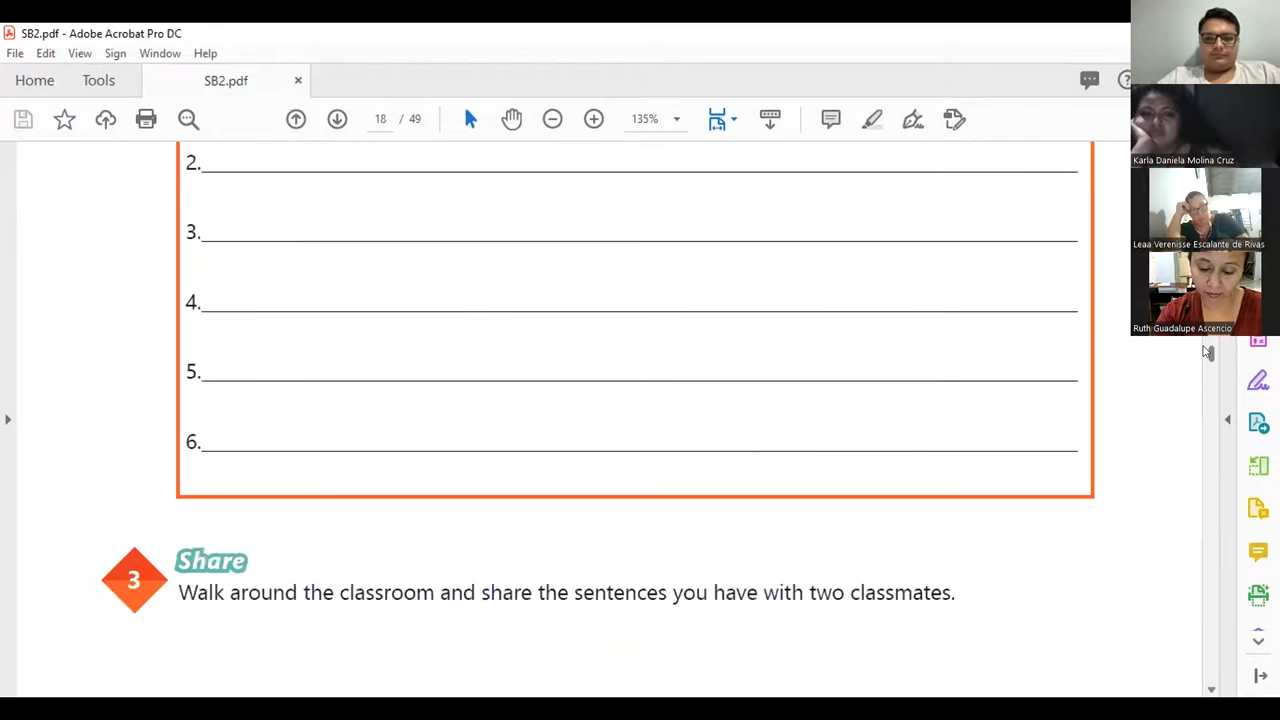 SB2.pdf - Adobe Acrobat Pro DC
File Edit View Sign Window Help
Home Tools SB2.pdf ×
18 / 49 135%
2.
3.
4.
5.
6.
Share
3
Walk around the classroom and share the sentences you have with two classmates.
Karla Daniela Molina Cruz
Leaa Verenisse Escalante de Rivas
Ruth Guadalupe Ascencio